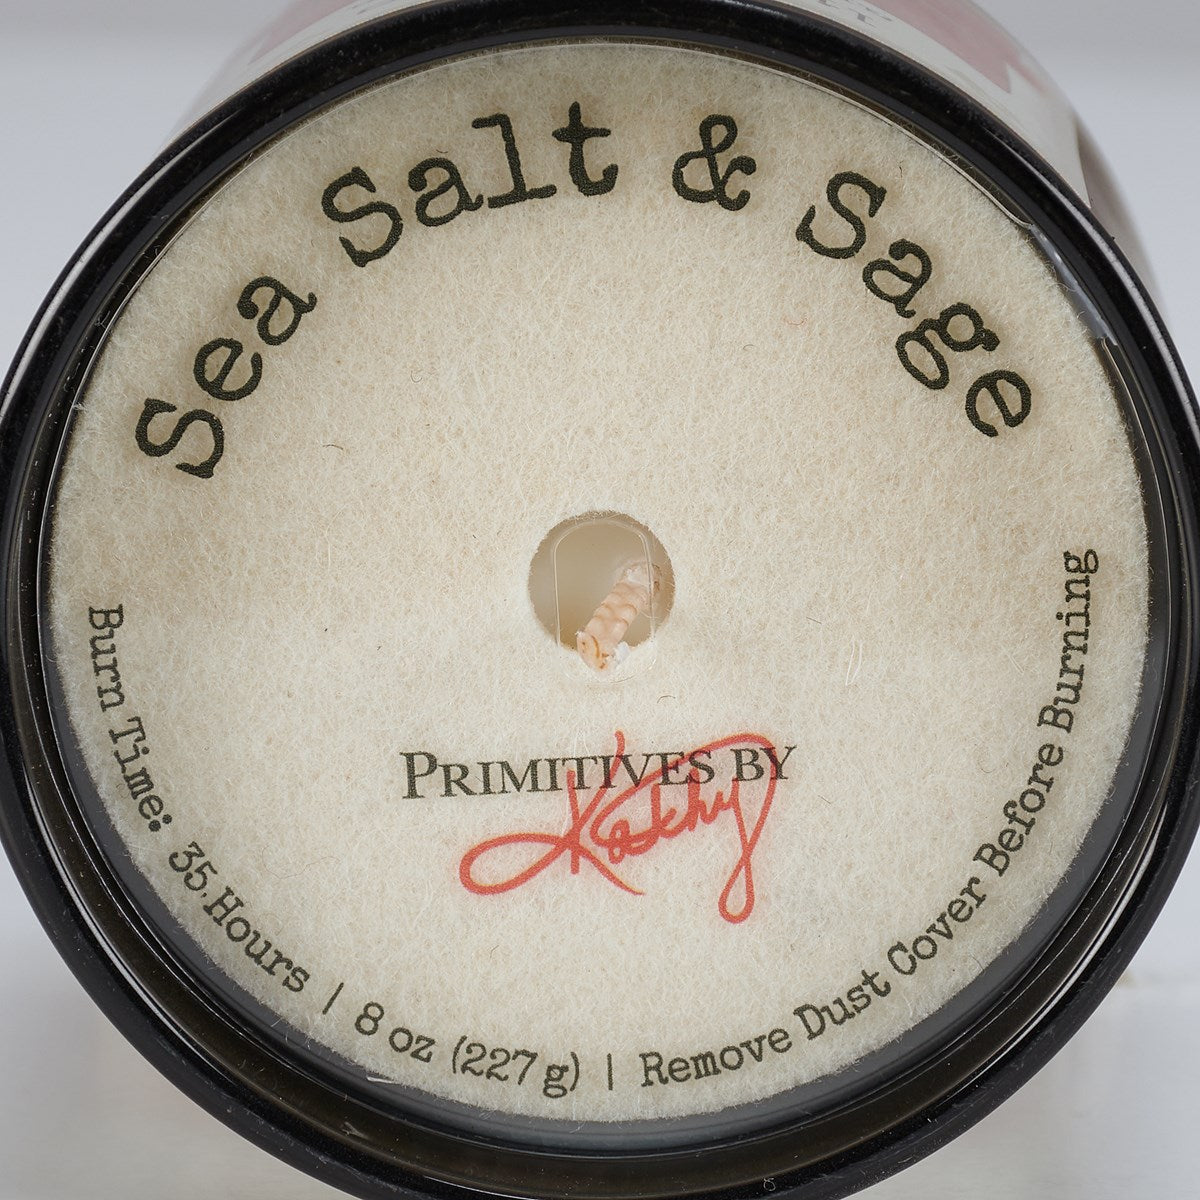 Sea Salt & Sage
PRIMITIVES BY
Kathy
Burn Time: 35 Hours | 8 oz (227 g) | Remove Dust Cover Before Burning